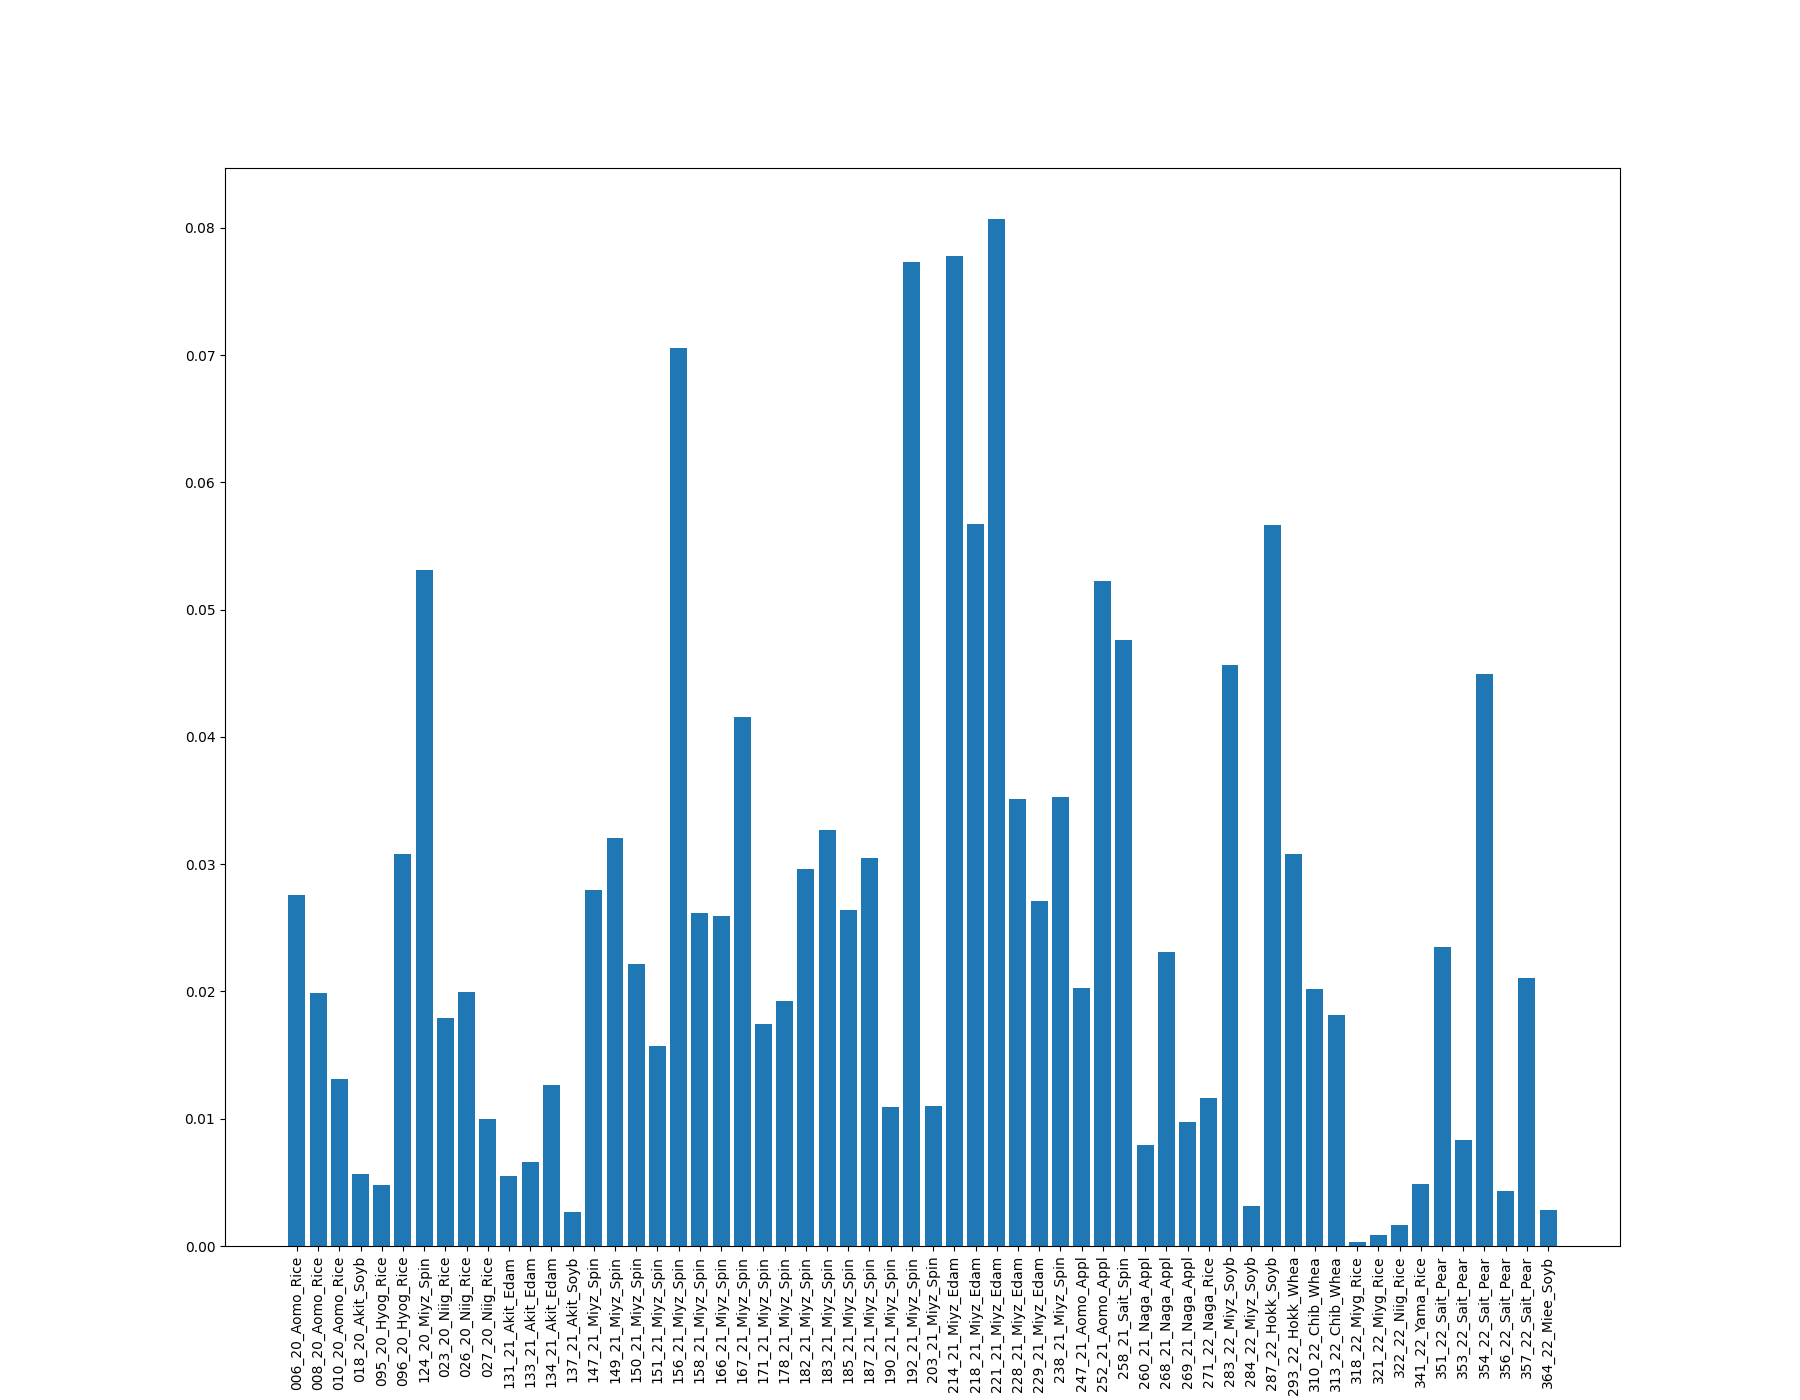 0.08
0.07
0.06
0.05
0.04
0.03
0.02
0.01
0.00
006_20_Aomo_Rice
008_20_Aomo_Rice
010_20_Aomo_Rice
018_20_Akit_Soyb
095_20_Hyog_Rice
096_20_Hyog_Rice
124_20_Miyz_Spin
023_20_Niig_Rice
026_20_Niig_Rice
027_20_Niig_Rice
131_21_Akit_Edam
133_21_Akit_Edam
134_21_Akit_Edam
137_21_Akit_Soyb
147_21_Miyz_Spin
149_21_Miyz_Spin
150_21_Miyz_Spin
151_21_Miyz_Spin
156_21_Miyz_Spin
158_21_Miyz_Spin
166_21_Miyz_Spin
167_21_Miyz_Spin
171_21_Miyz_Spin
178_21_Miyz_Spin
182_21_Miyz_Spin
183_21_Miyz_Spin
185_21_Miyz_Spin
187_21_Miyz_Spin
190_21_Miyz_Spin
192_21_Miyz_Spin
203_21_Miyz_Spin
214_21_Miyz_Edam
218_21_Miyz_Edam
221_21_Miyz_Edam
228_21_Miyz_Edam
229_21_Miyz_Edam
238_21_Miyz_Spin
247_21_Aomo_Appl
252_21_Aomo_Appl
258_21_Sait_Spin
260_21_Naga_Appl
268_21_Naga_Appl
269_21_Naga_Appl
271_22_Naga_Rice
283_22_Miyz_Soyb
284_22_Miyz_Soyb
287_22_Hokk_Soyb
293_22_Hokk_Whea
310_22_Chib_Whea
313_22_Chib_Whea
318_22_Miyg_Rice
321_22_Miyg_Rice
322_22_Niig_Rice
341_22_Yama_Rice
351_22_Sait_Pear
353_22_Sait_Pear
354_22_Sait_Pear
356_22_Sait_Pear
357_22_Sait_Pear
364_22_Miee_Soyb